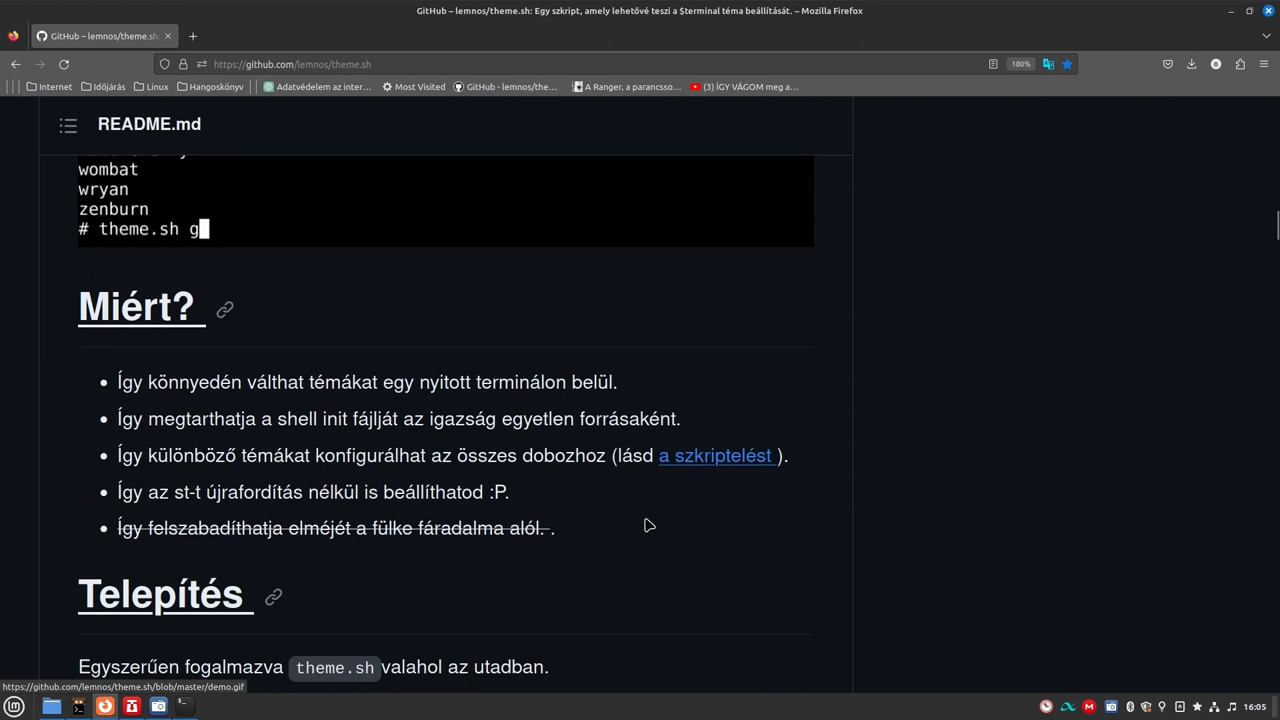 GitHub – lemnos/theme.sh: Egy szkript, amely lehetővé teszi a $terminal téma beállítását. – Mozilla Firefox
GitHub – lemnos/theme.sh:
https://github.com/lemnos/theme.sh
180%
Internet
Időjárás
Linux
Hangoskönyv
Adatvédelem az inter...
Most Visited
GitHub - lemnos/the...
A Ranger, a parancsso...
(3) ÍGY VÁGOM meg a...
README.md
wombat
wryan
zenburn
# theme.sh g
Miért?
Így könnyedén válthat témákat egy nyitott terminálon belül.
Így megtarthatja a shell init fájlját az igazság egyetlen forrásaként.
Így különböző témákat konfigurálhat az összes dobozhoz (lásd a szkriptelést ).
Így az st-t újrafordítás nélkül is beállíthatod :P.
Így felszabadíthatja elméjét a fülke fáradalma alól. .
Telepítés
Egyszerűen fogalmazva theme.sh valahol az utadban.
https://github.com/lemnos/theme.sh/blob/master/demo.gif
16:05